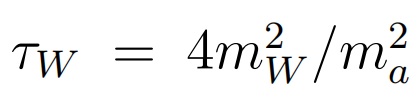 τ_W = 4m_W^2/m_a^2